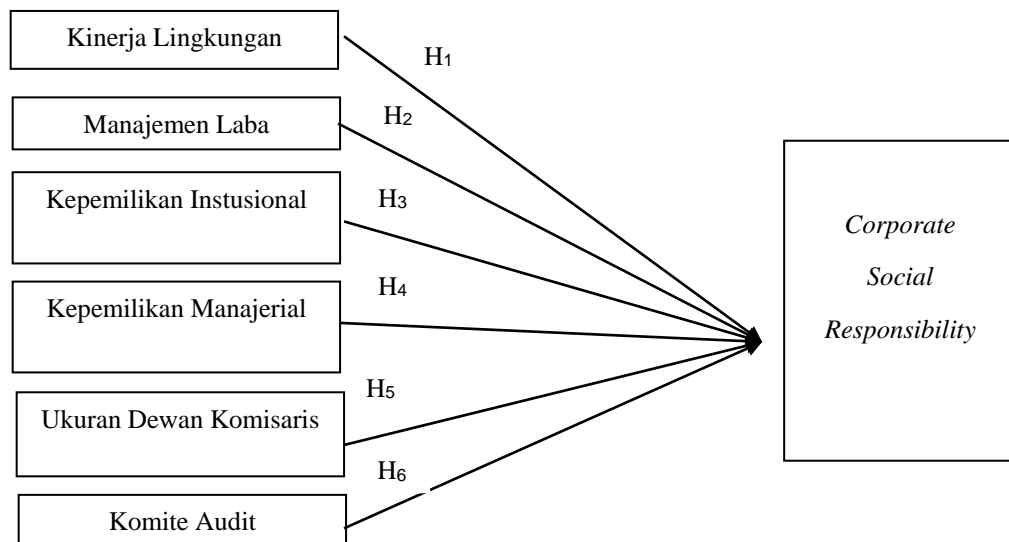 Kinerja Lingkungan
H1
Manajemen Laba
H2
Kepemilikan Instusional
H3
Kepemilikan Manajerial
H4
Ukuran Dewan Komisaris
H5
Komite Audit
H6
Corporate
Social
Responsibility